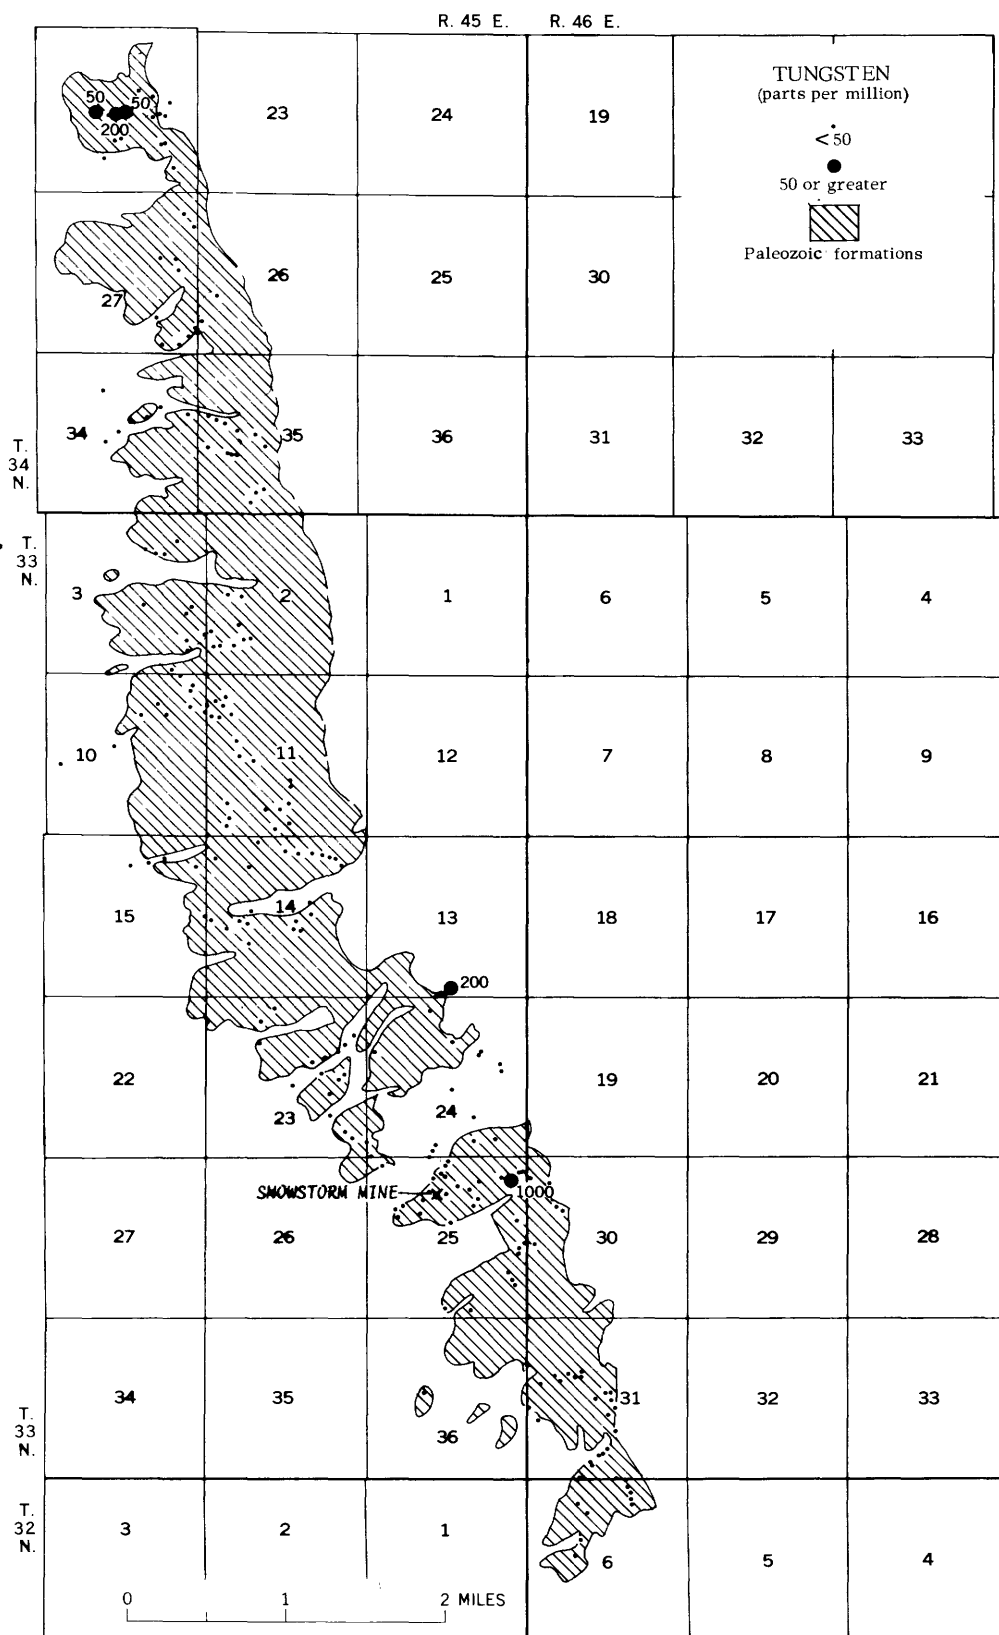 R. 45 E. R. 46 E.
TUNGSTEN
(parts per million)
< 50
50 or greater
Paleozoic formations
50 50
200
23 24 19
27 26 25 30
T.
34
N.
34 35 36 31 32 33
T.
33
N.
3 2 1 6 5 4
10 11 12 7 8 9
15 14 13 18 17 16
200
22 23 24 19 20 21
SNOWSTORM MINE
1000
27 26 25 30 29 28
34 35 36 31 32 33
T.
33
N.
T.
32
N.
3 2 1 6 5 4
0 1 2 MILES